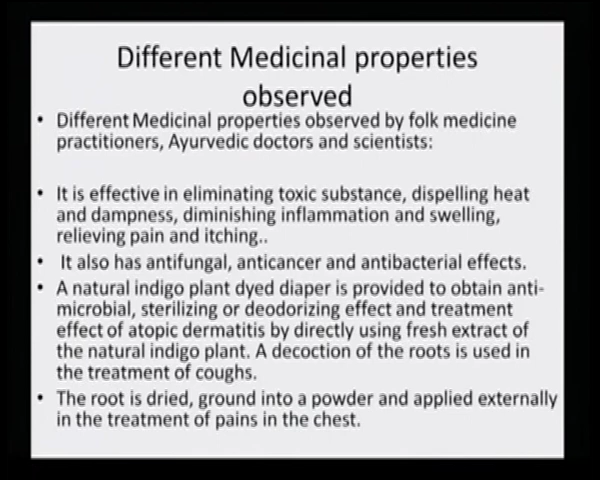 Different Medicinal properties
observed
• Different Medicinal properties observed by folk medicine
practitioners, Ayurvedic doctors and scientists:
• It is effective in eliminating toxic substance, dispelling heat
and dampness, diminishing inflammation and swelling,
relieving pain and itching..
• It also has antifungal, anticancer and antibacterial effects.
• A natural indigo plant dyed diaper is provided to obtain anti-
microbial, sterilizing or deodorizing effect and treatment
effect of atopic dermatitis by directly using fresh extract of
the natural indigo plant. A decoction of the roots is used in
the treatment of coughs.
• The root is dried, ground into a powder and applied externally
in the treatment of pains in the chest.